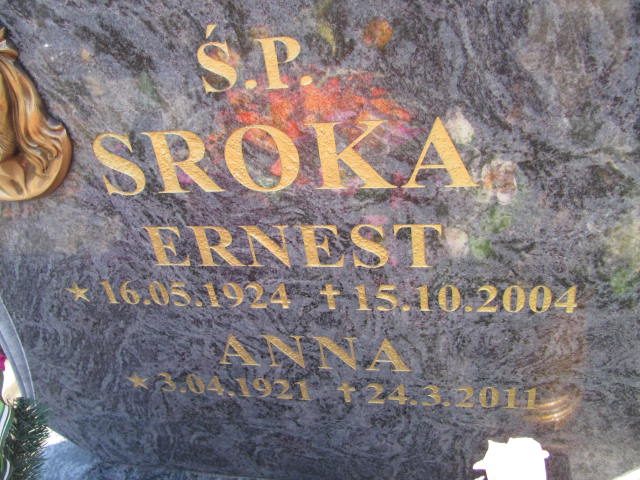 Ś.P.
SROKA
ERNEST
★ 16.05.1924 ✝ 15.10.2004
ANNA
★ 3.04.1921 ✝ 24.3.2011